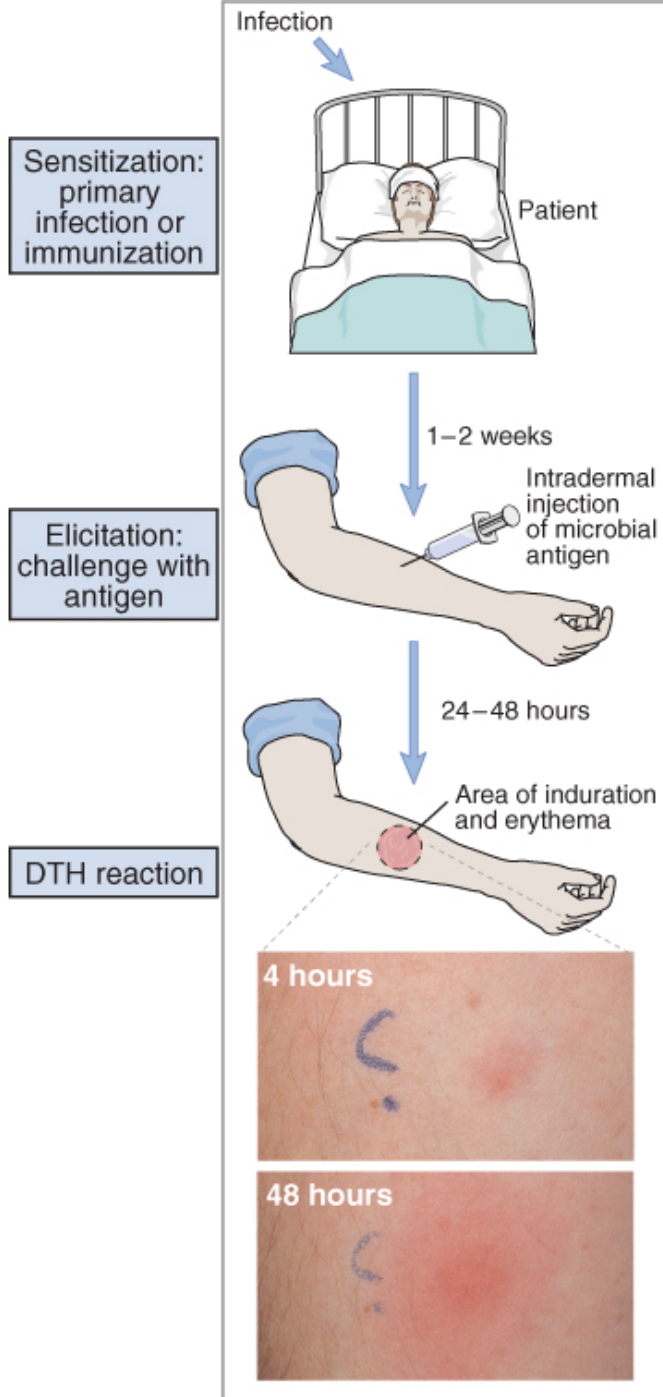 Infection
Sensitization:
primary
infection or
immunization
Patient
1–2 weeks
Intradermal
injection
of microbial
antigen
Elicitation:
challenge with
antigen
24–48 hours
Area of induration
and erythema
DTH reaction
4 hours
48 hours